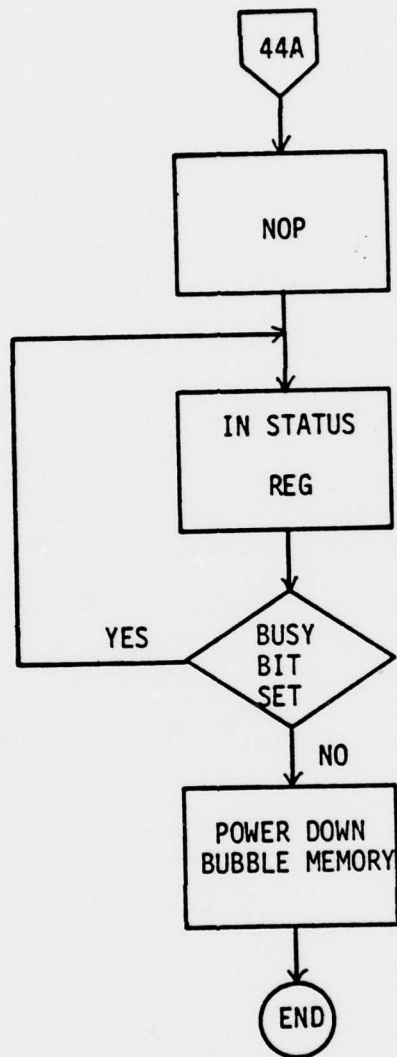 44A
NOP
IN STATUS
REG
YES
BUSY
BIT
SET
NO
POWER DOWN
BUBBLE MEMORY
END